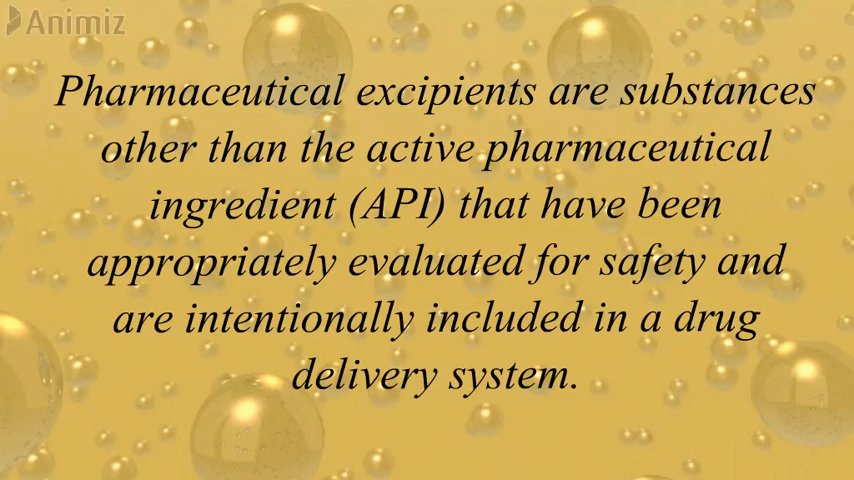 Animiz
Pharmaceutical excipients are substances
other than the active pharmaceutical
ingredient (API) that have been
appropriately evaluated for safety and
are intentionally included in a drug
delivery system.